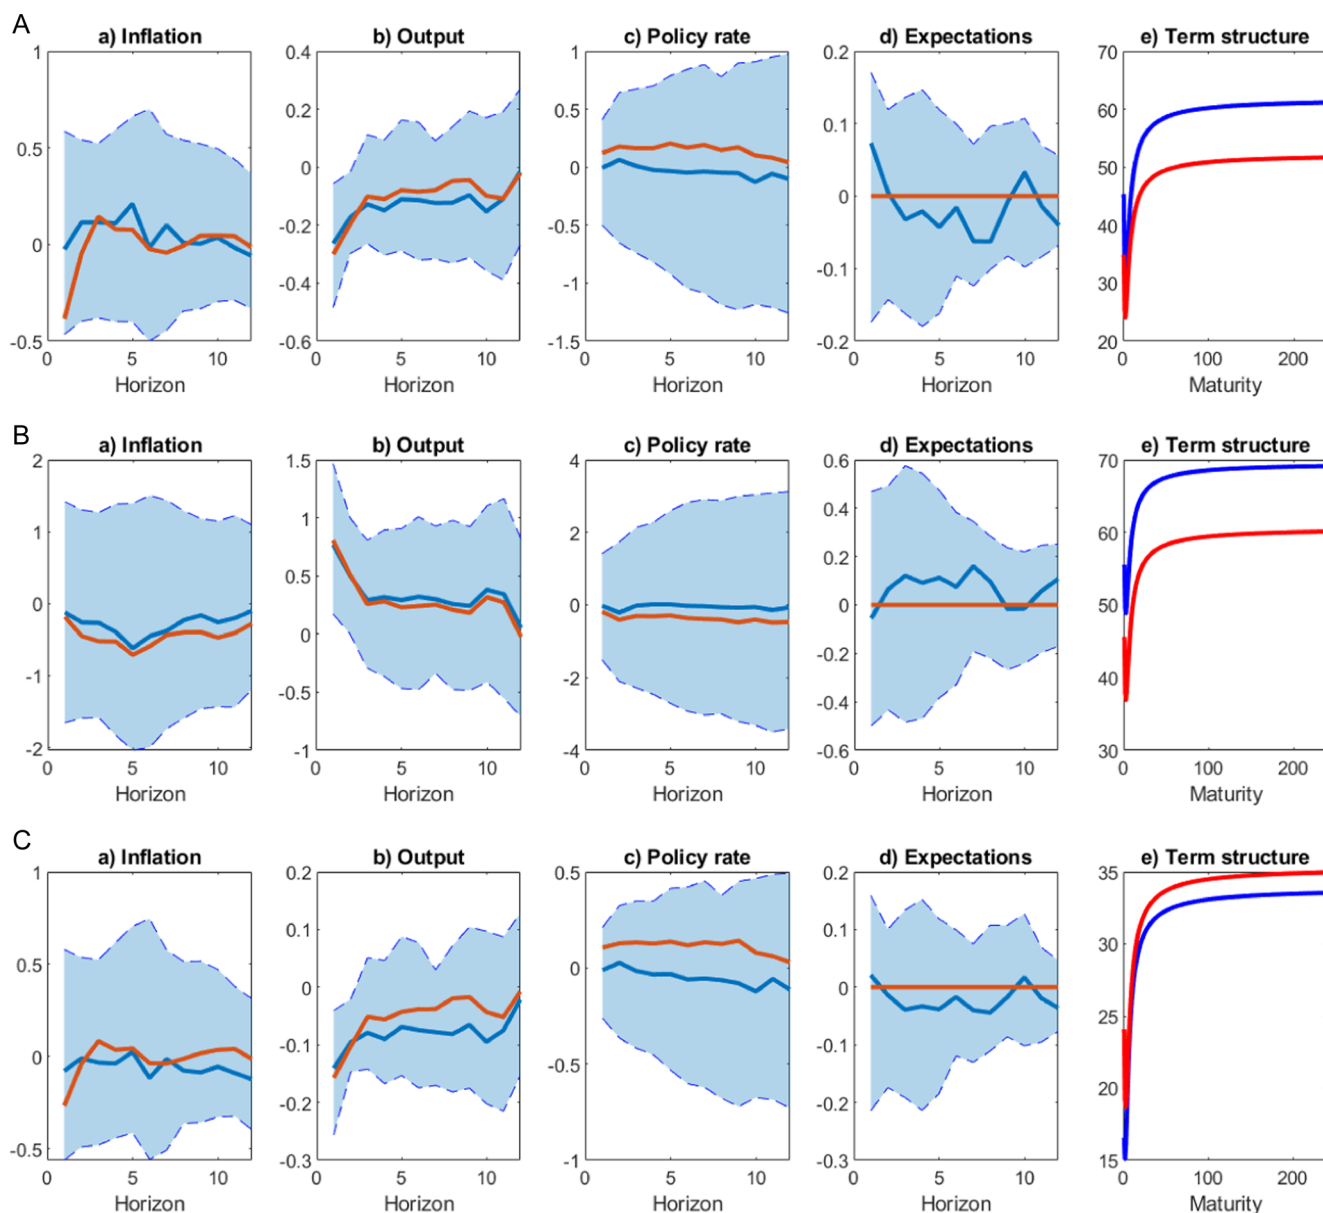 A
a) Inflation b) Output c) Policy rate d) Expectations e) Term structure
1 0.4 1 0.2 70
0.2 0.5 0.1 60
0.5 0 0 0 50
-0.2 -0.5 40
0 -0.4 -1 -0.1 30
-0.5 -0.6 -1.5 -0.2 20
0 5 10 0 5 10 0 5 10 0 5 10 0 100 200
Horizon Horizon Horizon Horizon Maturity
B
a) Inflation b) Output c) Policy rate d) Expectations e) Term structure
2 1.5 4 0.6 70
1 1 2 0.4 60
0 0.5 0 0.2 50
0 0
-1 -0.5 -2 -0.2 40
-0.4
-2 -1 -4 -0.6 30
0 5 10 0 5 10 0 5 10 0 5 10 0 100 200
Horizon Horizon Horizon Horizon Maturity
C
a) Inflation b) Output c) Policy rate d) Expectations e) Term structure
1 0.2 0.5 0.2 35
0.5 0.1 0 0.1 30
0 0 25
0 -0.1 -0.5 -0.1 20
-0.5 -0.2 -0.2
-0.3 -1 -0.3 15
0 5 10 0 5 10 0 5 10 0 5 10 0 100 200
Horizon Horizon Horizon Horizon Maturity